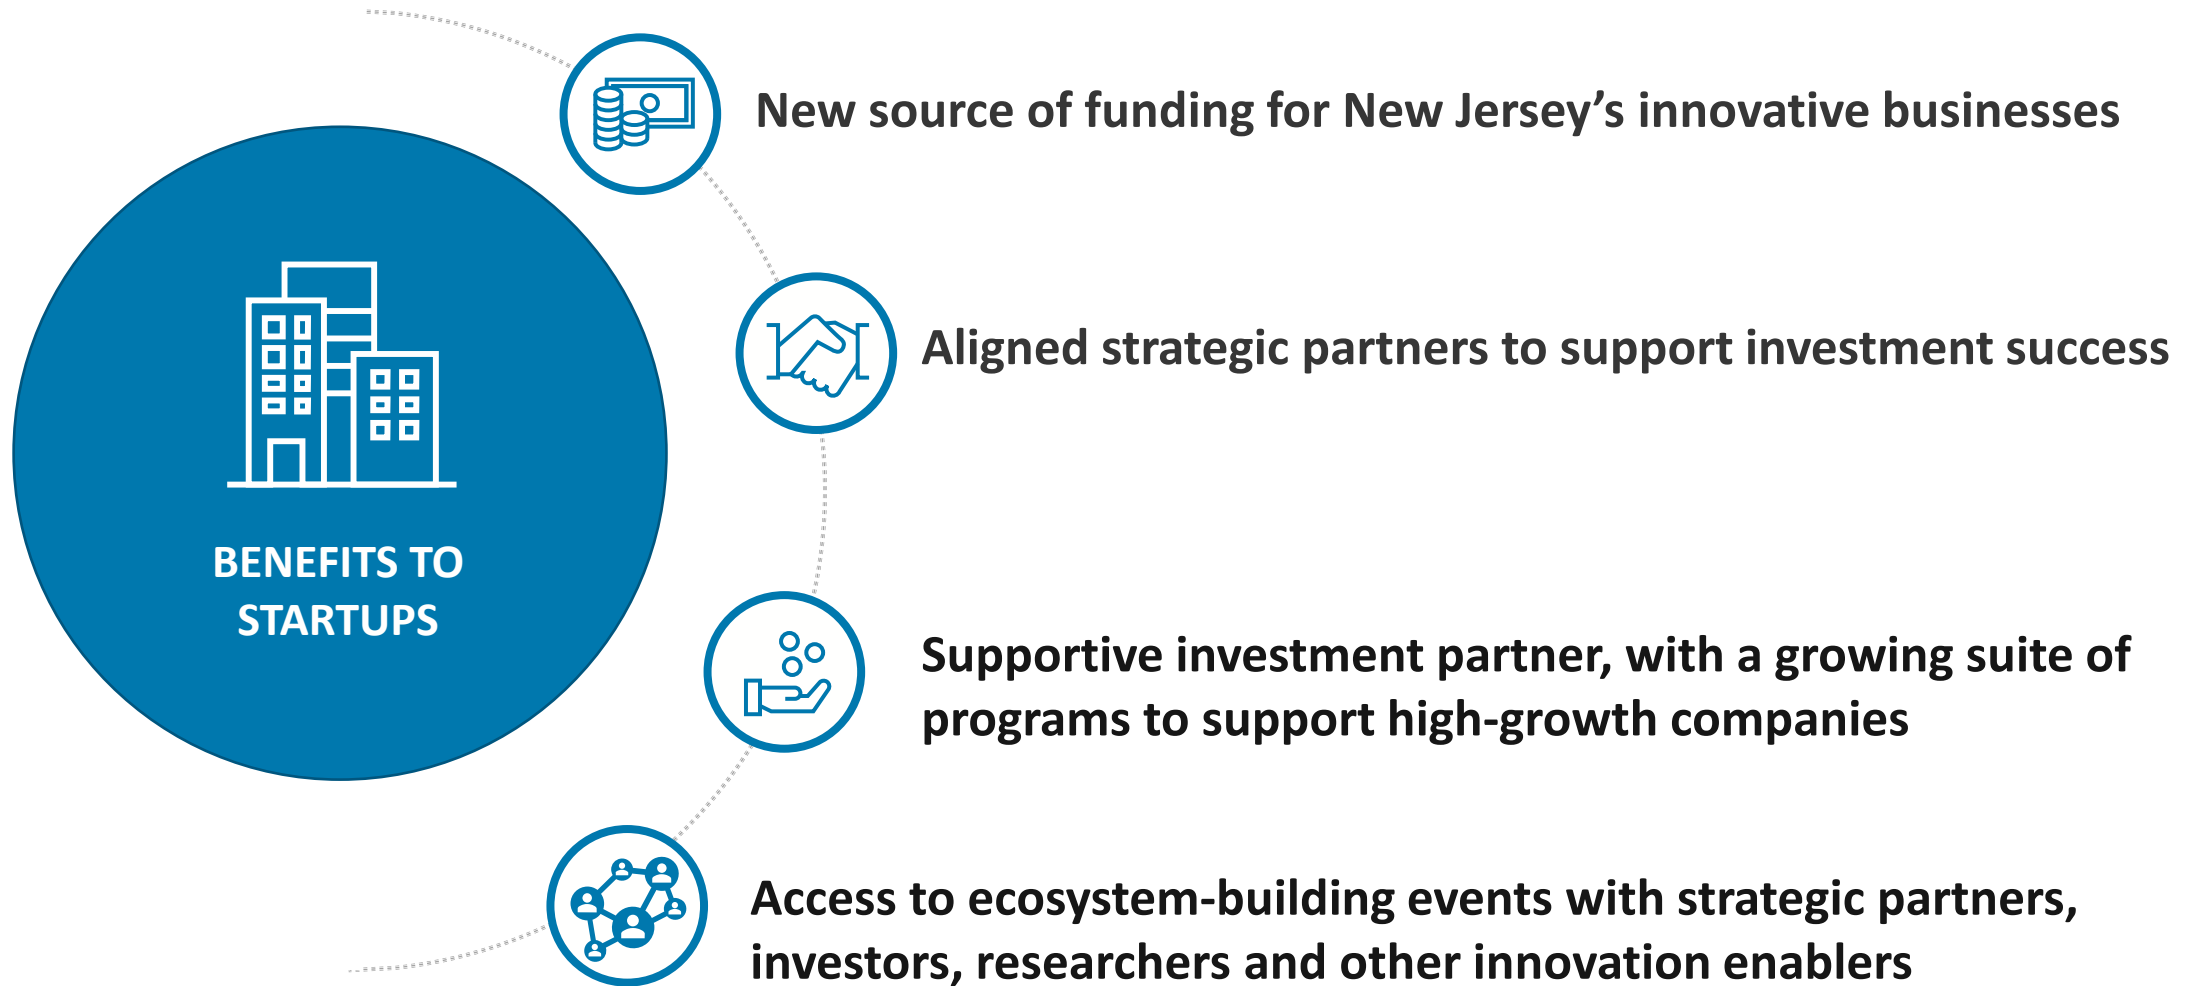 BENEFITS TO
STARTUPS
New source of funding for New Jersey’s innovative businesses
Aligned strategic partners to support investment success
Supportive investment partner, with a growing suite of
programs to support high-growth companies
Access to ecosystem-building events with strategic partners,
investors, researchers and other innovation enablers